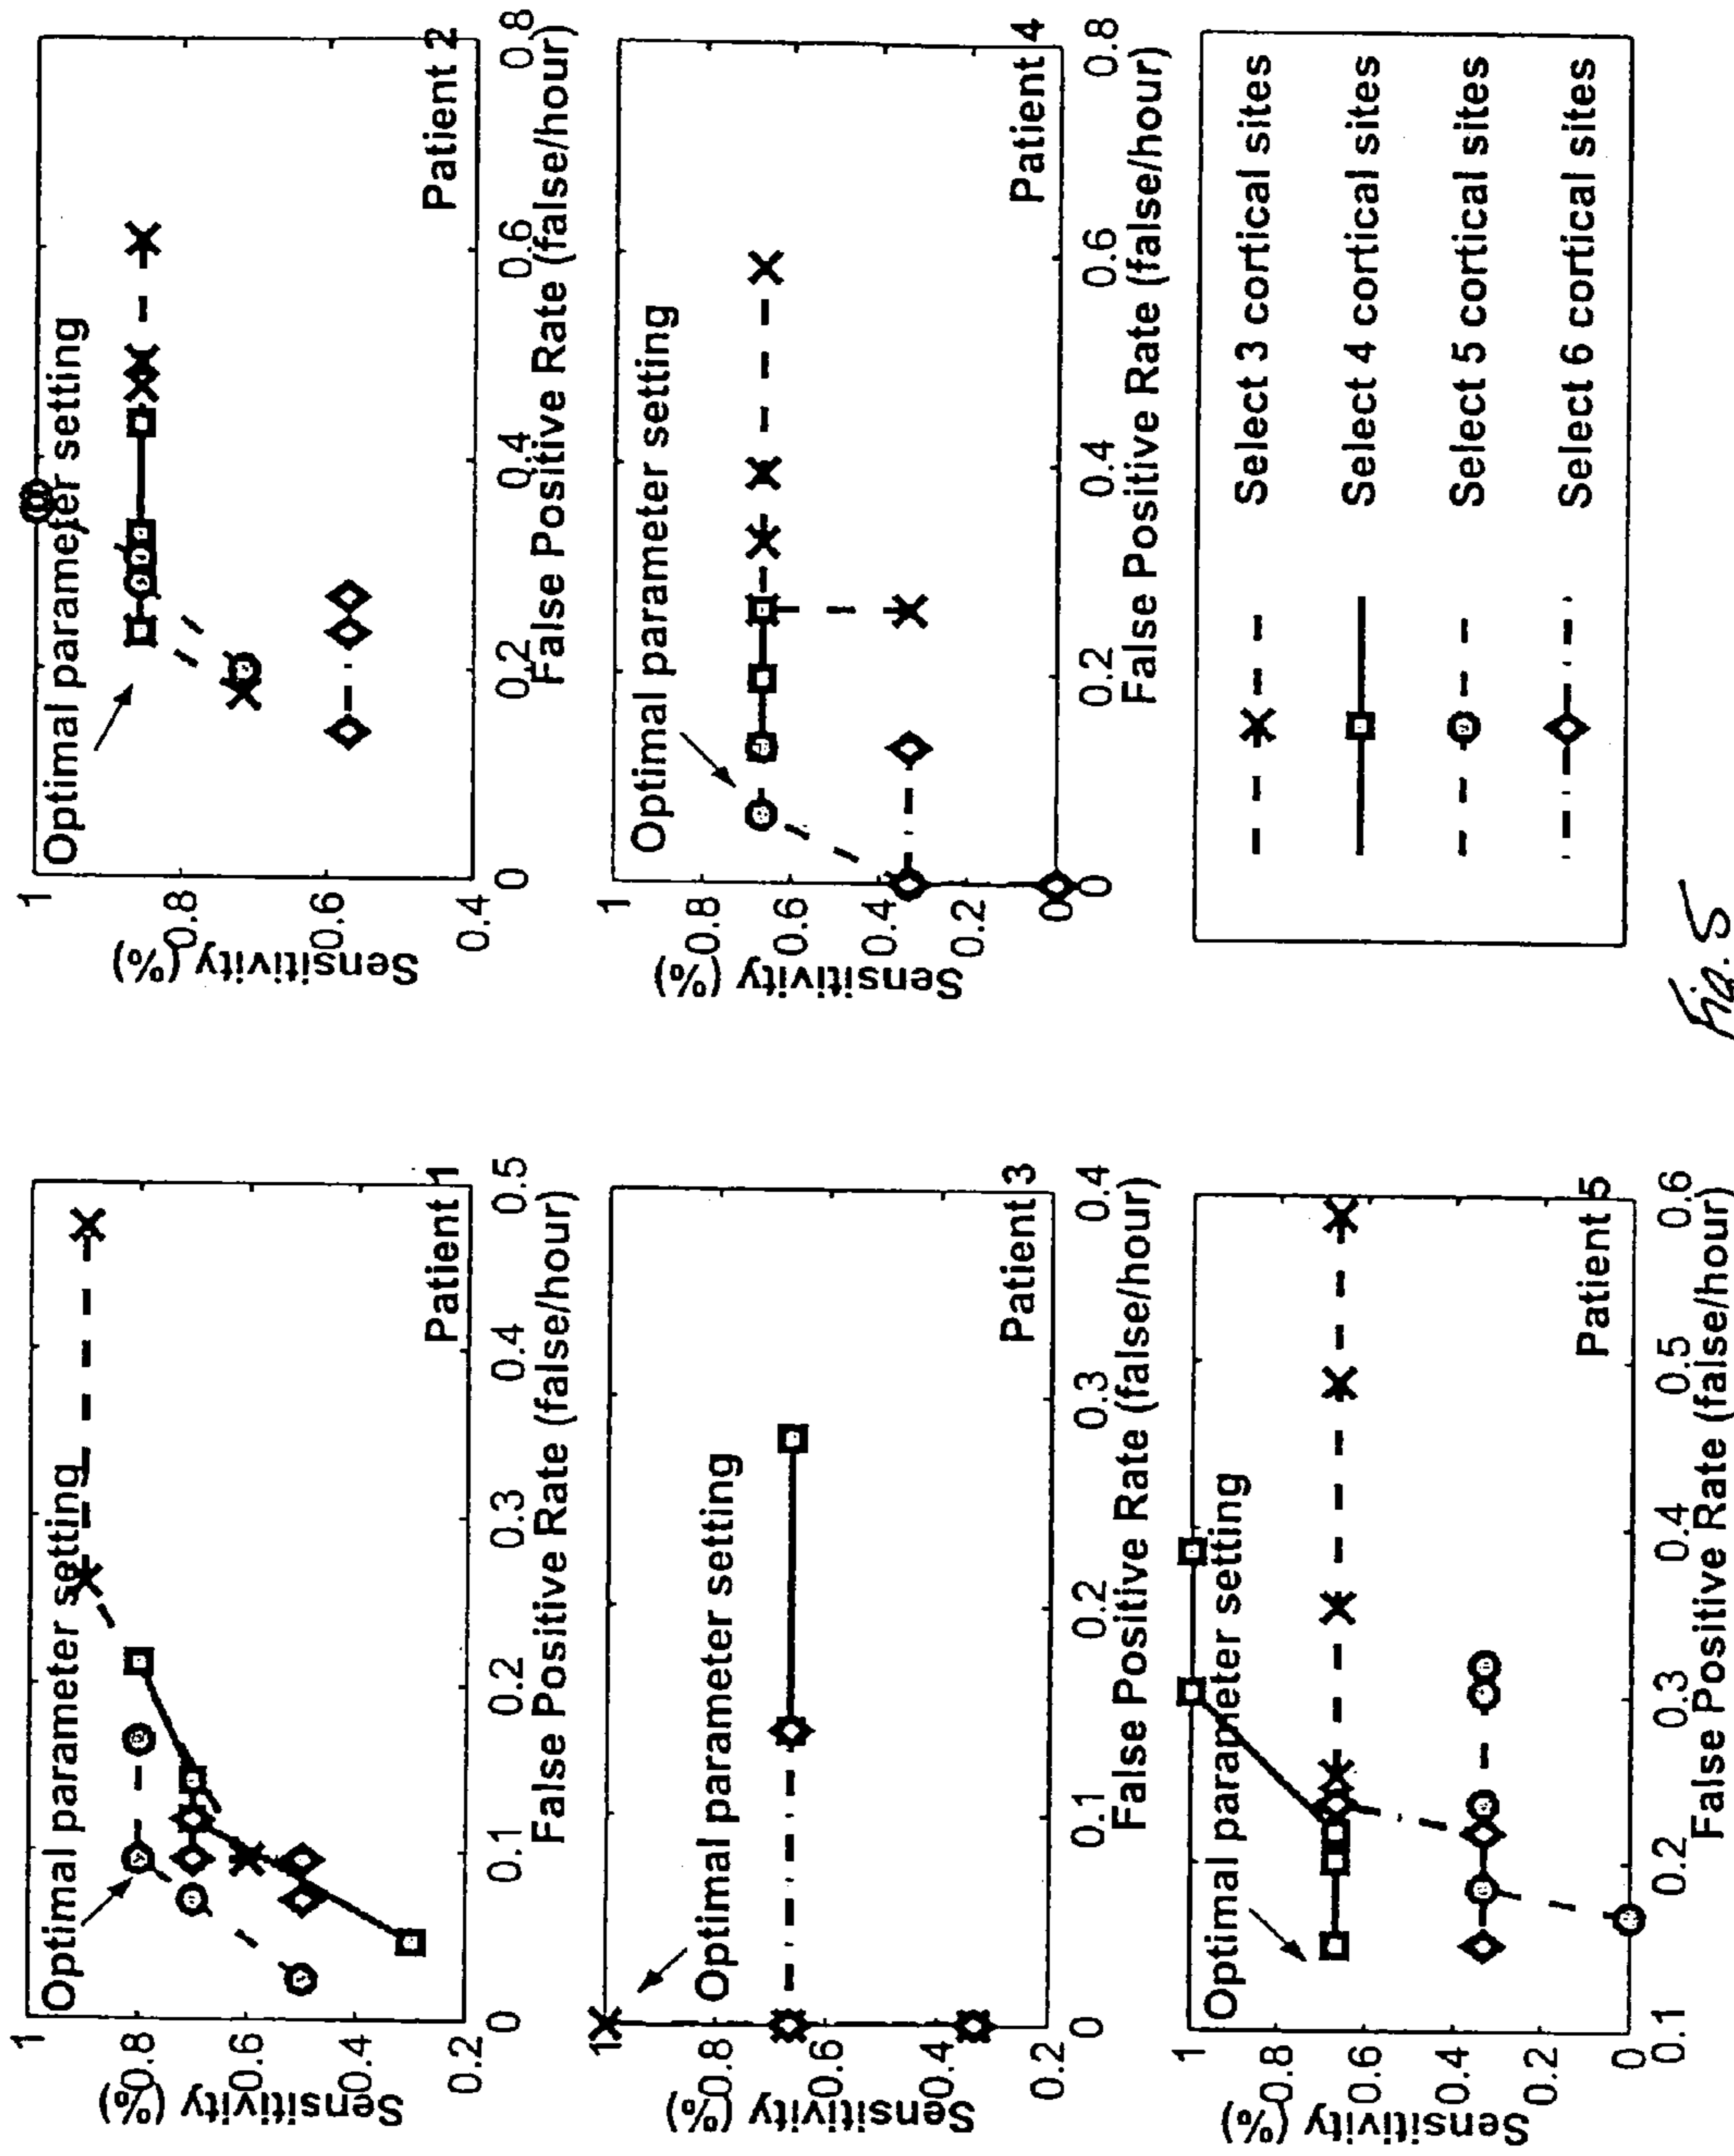 1
0.8
0.6
0.4
0.2
Sensitivity (%)
Optimal parameter setting
Patient 1
0
0.1
0.2
0.3
0.4
0.5
False Positive Rate (false/hour)
1
0.8
0.6
0.4
Sensitivity (%)
Optimal parameter setting
Patient 2
0
0.2
0.4
0.6
0.8
False Positive Rate (false/hour)
1
0.8
0.6
0.4
0.2
Sensitivity (%)
Optimal parameter setting
Patient 3
0
0.1
0.2
0.3
0.4
False Positive Rate (false/hour)
1
0.8
0.6
0.4
0.2
0
Sensitivity (%)
Optimal parameter setting
Patient 4
0
0.2
0.4
0.6
0.8
False Positive Rate (false/hour)
1
0.8
0.6
0.4
0.2
0
Sensitivity (%)
Optimal parameter setting
Patient 5
0.1
0.2
0.3
0.4
0.5
0.6
False Positive Rate (false/hour)
Select 3 cortical sites
Select 4 cortical sites
Select 5 cortical sites
Select 6 cortical sites
Fig. 5